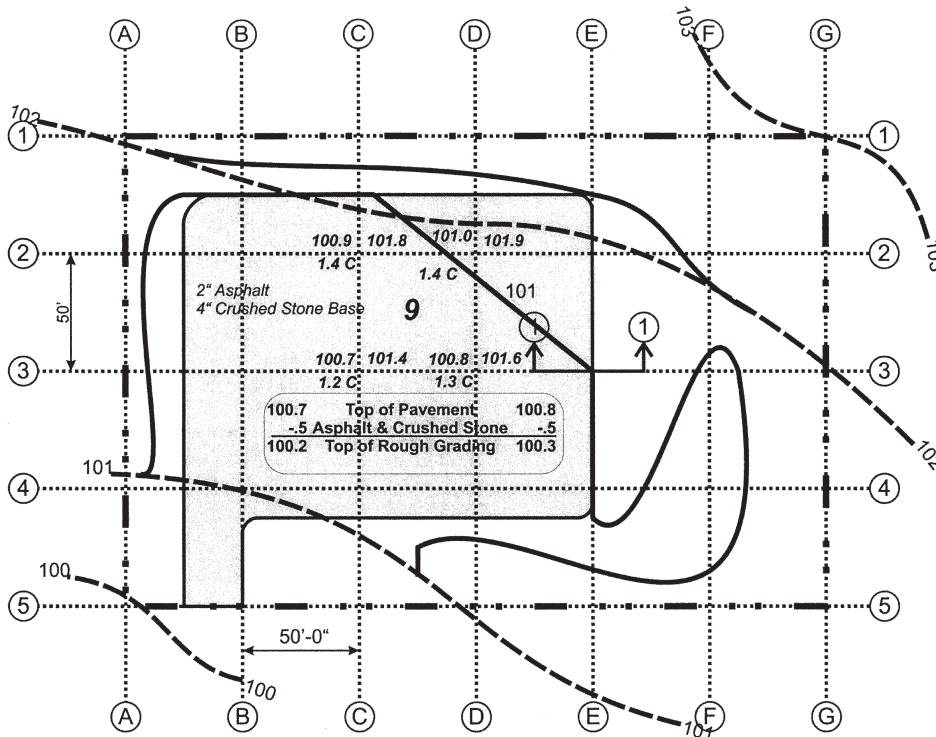 A B C D E F G
103
102
1 1
2 2
100.9 101.8 101.0 101.9
1.4 C 1.4 C
2“ Asphalt
4“ Crushed Stone Base
9
101
50'
1 1
100.7 101.4 100.8 101.6
3 3
1.2 C 1.3 C
100.7 Top of Pavement 100.8
-.5 Asphalt & Crushed Stone -.5
100.2 Top of Rough Grading 100.3
103
102
101
4 4
100
5 5
50'-0“
100
101
A B C D E F G